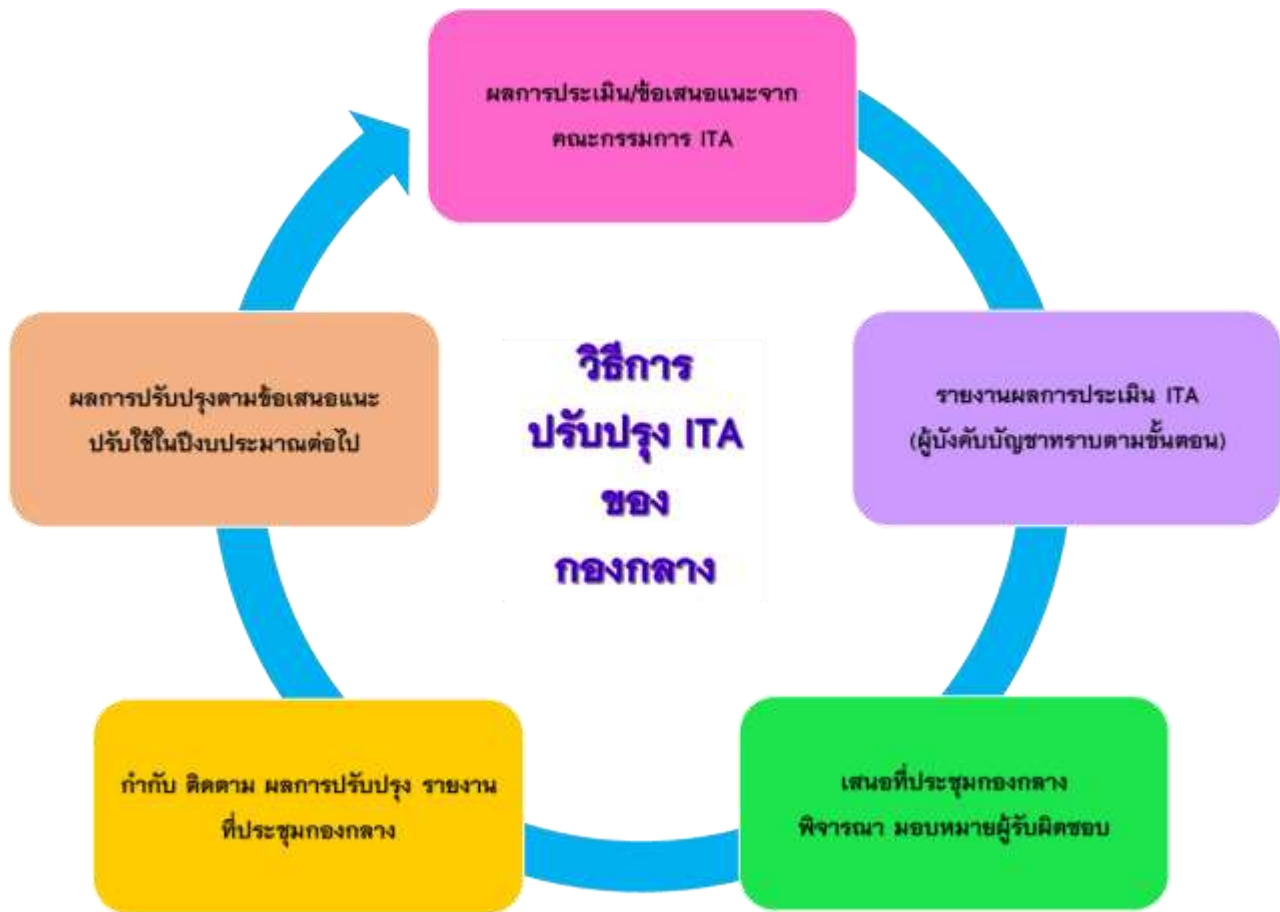 ผลการประเมิน/ข้อเสนอแนะจาก
คณะกรรมการ ITA
รายงานผลการประเมิน ITA
(ผู้บังคับบัญชาทราบตามขั้นตอน)
เสนอที่ประชุมกองกลาง
พิจารณา มอบหมายผู้รับผิดชอบ
กำกับ ติดตาม ผลการปรับปรุง รายงาน
ที่ประชุมกองกลาง
ผลการปรับปรุงตามข้อเสนอแนะ
ปรับใช้ในปีงบประมาณต่อไป
วิธีการ
ปรับปรุง ITA
ของ
กองกลาง